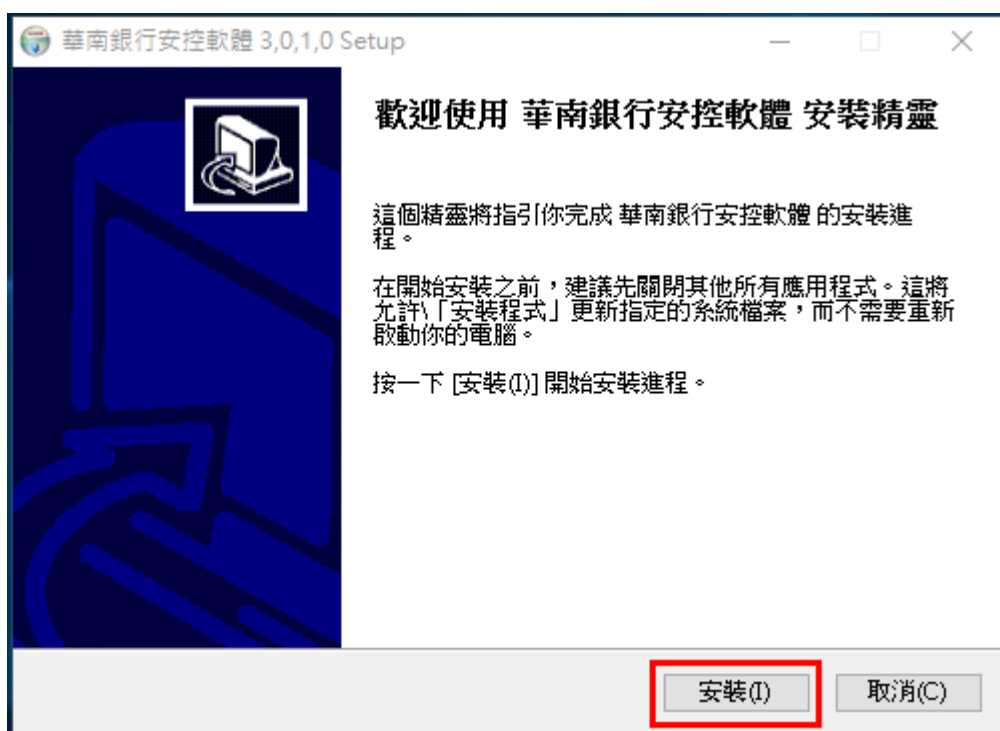 華南銀行安控軟體 3,0,1,0 Setup
歡迎使用 華南銀行安控軟體 安裝精靈
這個精靈將指引你完成 華南銀行安控軟體 的安裝進
程。
在開始安裝之前，建議先關閉其他所有應用程式。這將
允許\「安裝程式」更新指定的系統檔案，而不需要重新
啟動你的電腦。
按一下 [安裝(I)] 開始安裝進程。
安裝(I)
取消(C)